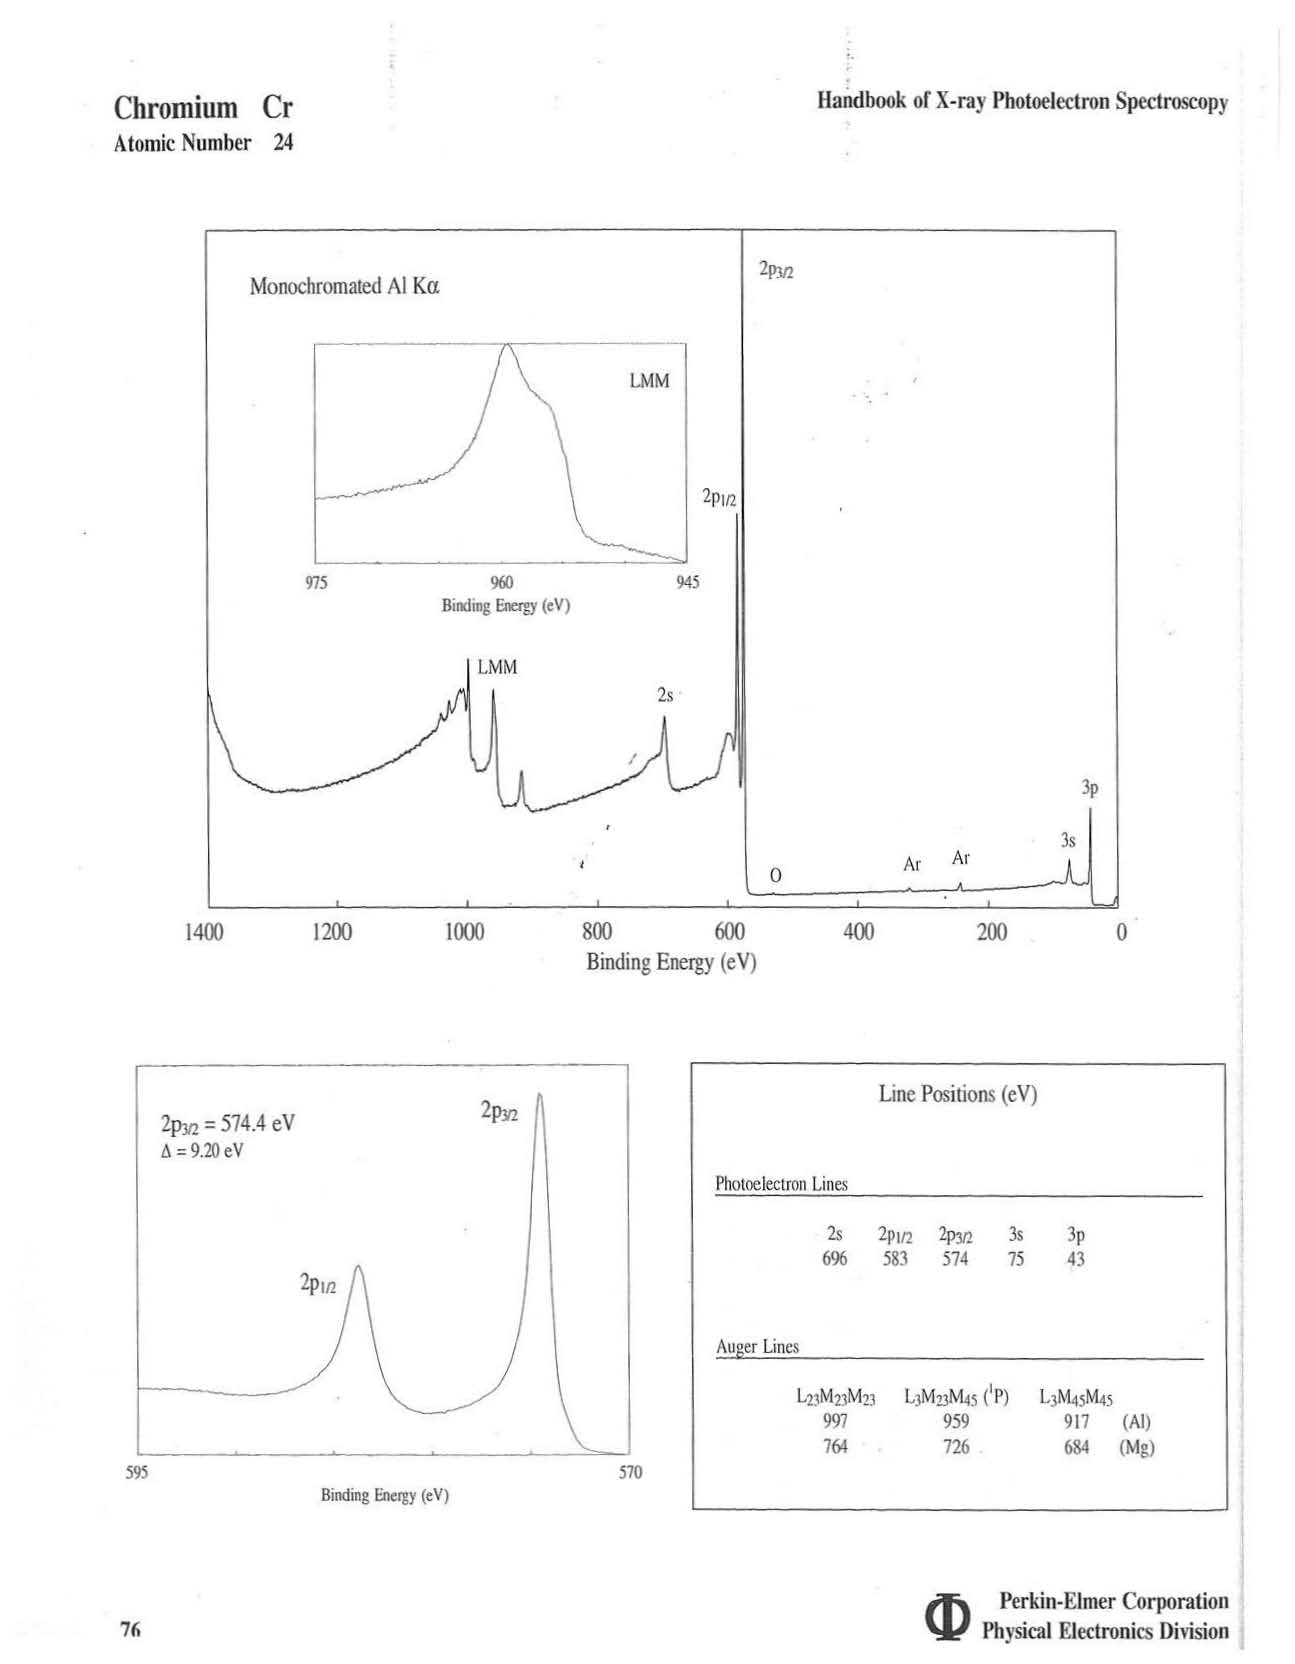 Chromium Cr
Atomic Number 24
Handbook of X-ray Photoelectron Spectroscopy
Monochromated Al Kα
2p3/2
LMM
2p1/2
975 960 945
Binding Energy (eV)
LMM
2s
3p
3s
O Ar Ar
1400 1200 1000 800 600 400 200 0
Binding Energy (eV)
2p3/2 = 574.4 eV
Δ = 9.20 eV
2p3/2
2p1/2
595 570
Binding Energy (eV)
Line Positions (eV)
Photoelectron Lines
2s 2p1/2 2p3/2 3s 3p
696 583 574 75 43
Auger Lines
L23M23M23 L3M23M45 (¹P) L3M45M45
997 959 917 (Al)
764 726 684 (Mg)
76
Perkin-Elmer Corporation
Physical Electronics Division